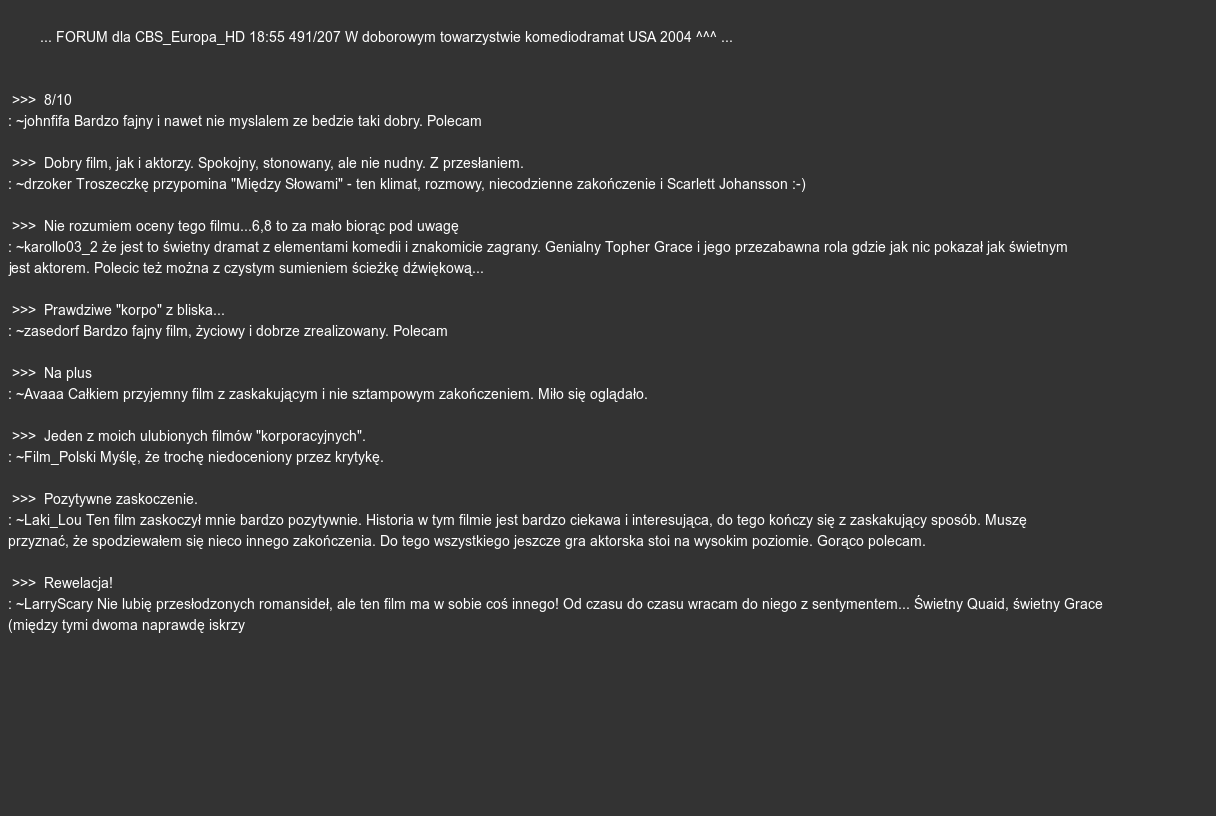 ... FORUM dla CBS_Europa_HD 18:55 491/207 W doborowym towarzystwie komediodramat USA 2004 ^^^ ...
>>> 8/10
: ~johnfifa Bardzo fajny i nawet nie myslalem ze bedzie taki dobry. Polecam
>>> Dobry film, jak i aktorzy. Spokojny, stonowany, ale nie nudny. Z przesłaniem.
: ~drzoker Troszeczkę przypomina "Między Słowami" - ten klimat, rozmowy, niecodzienne zakończenie i Scarlett Johansson :-)
>>> Nie rozumiem oceny tego filmu...6,8 to za mało biorąc pod uwagę
: ~karollo03_2 że jest to świetny dramat z elementami komedii i znakomicie zagrany. Genialny Topher Grace i jego przezabawna rola gdzie jak nic pokazał jak świetnym
jest aktorem. Polecic też można z czystym sumieniem ścieżkę dźwiękową...
>>> Prawdziwe "korpo" z bliska...
: ~zasedorf Bardzo fajny film, życiowy i dobrze zrealizowany. Polecam
>>> Na plus
: ~Avaaa Całkiem przyjemny film z zaskakującym i nie sztampowym zakończeniem. Miło się oglądało.
>>> Jeden z moich ulubionych filmów "korporacyjnych".
: ~Film_Polski Myślę, że trochę niedoceniony przez krytykę.
>>> Pozytywne zaskoczenie.
: ~Laki_Lou Ten film zaskoczył mnie bardzo pozytywnie. Historia w tym filmie jest bardzo ciekawa i interesująca, do tego kończy się z zaskakujący sposób. Muszę
przyznać, że spodziewałem się nieco innego zakończenia. Do tego wszystkiego jeszcze gra aktorska stoi na wysokim poziomie. Gorąco polecam.
>>> Rewelacja!
: ~LarryScary Nie lubię przesłodzonych romansideł, ale ten film ma w sobie coś innego! Od czasu do czasu wracam do niego z sentymentem... Świetny Quaid, świetny Grace
(między tymi dwoma naprawdę iskrzy